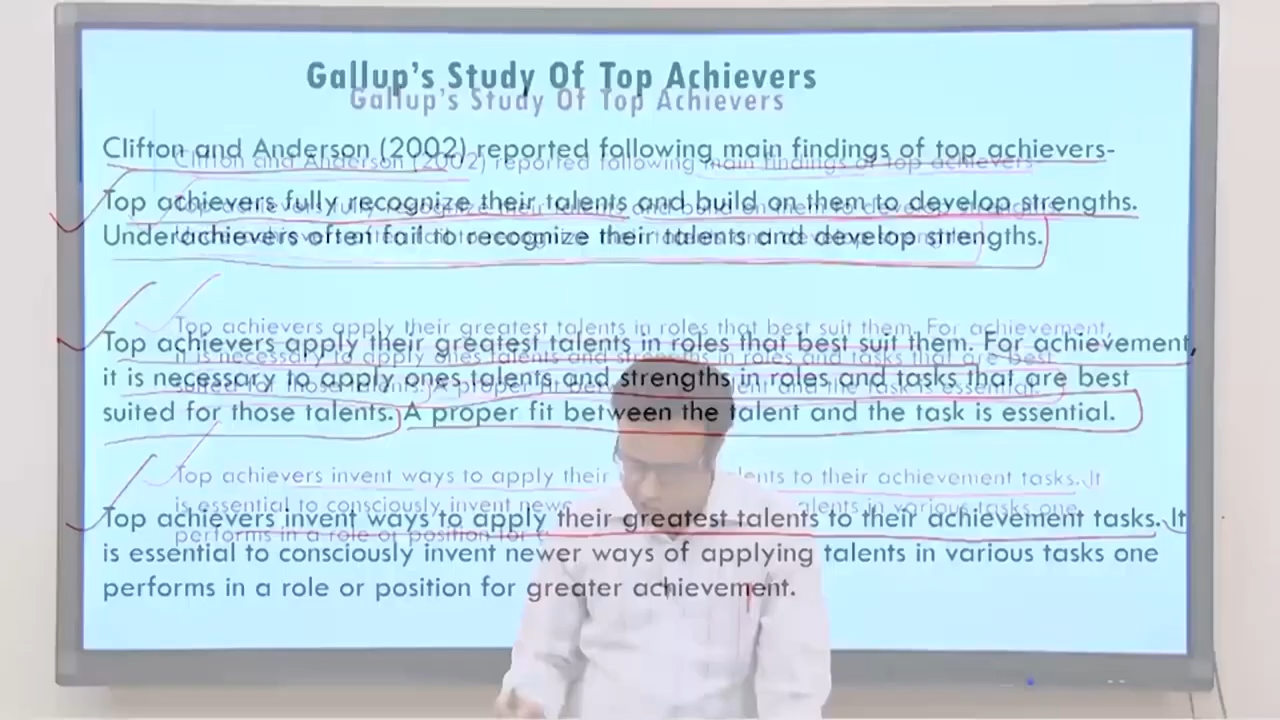 Gallup's Study Of Top Achievers
Clifton and Anderson (2002) reported following main findings of top achievers-
Top achievers fully recognize their talents and build on them to develop strengths.
Underachievers often fail to recognize their talents and develop strengths.
Top achievers apply their greatest talents in roles that best suit them. For achievement,
it is necessary to apply ones talents and strengths in roles and tasks that are best
suited for those talents. A proper fit between the talent and the task is essential.
Top achievers invent ways to apply their greatest talents to their achievement tasks. It
is essential to consciously invent newer ways of applying talents in various tasks one
performs in a role or position for greater achievement.